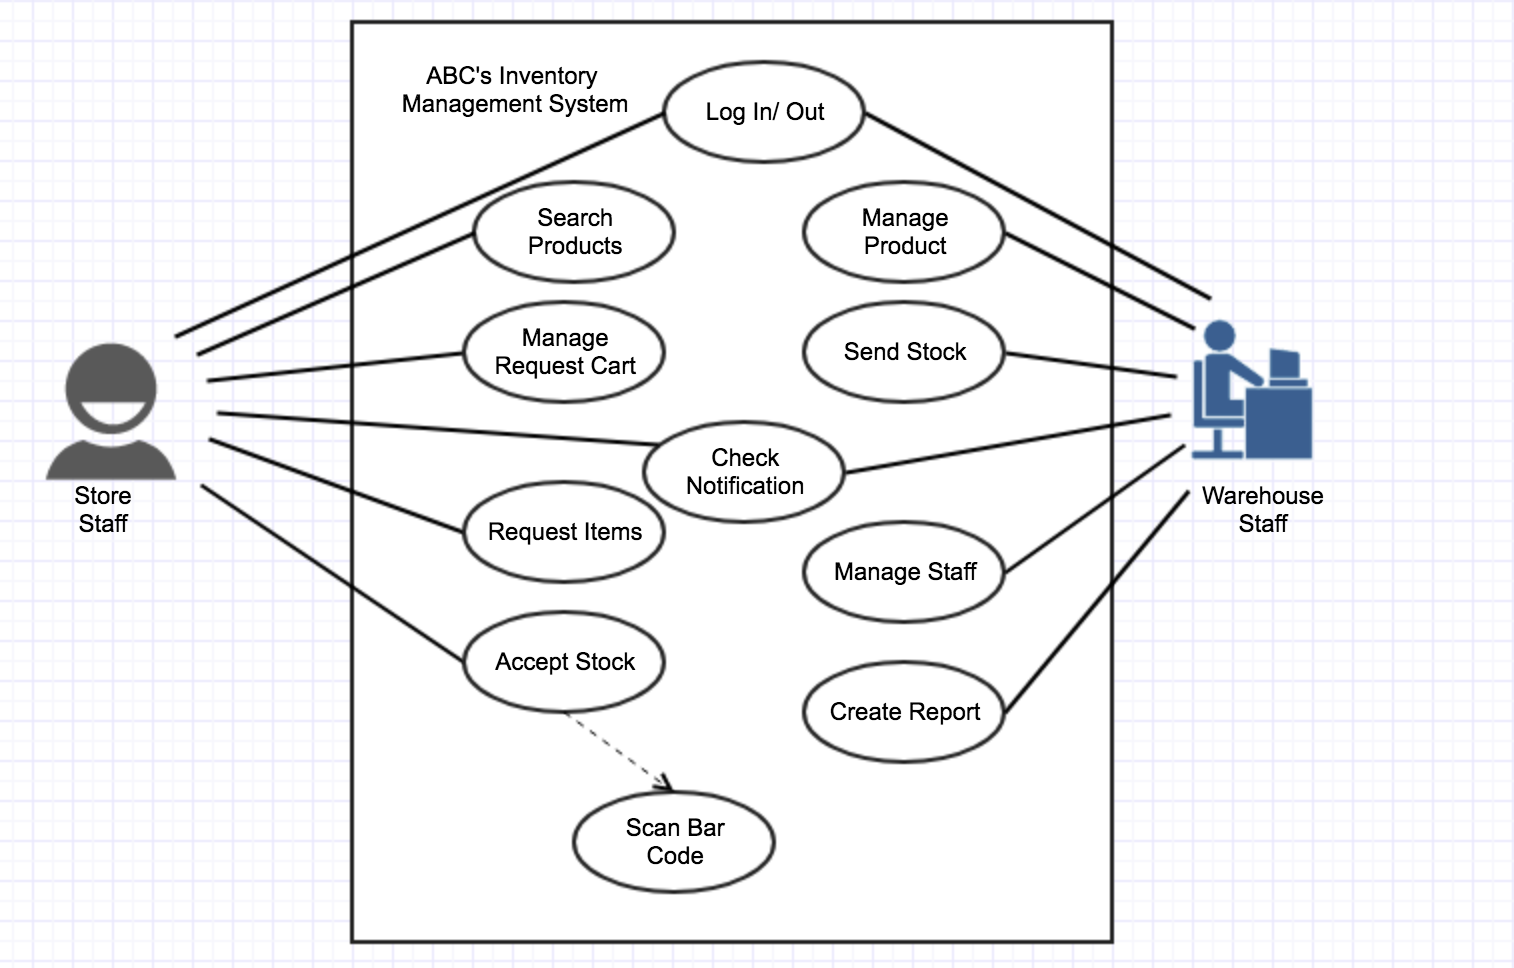 ABC's Inventory
Management System
Log In/ Out
Search
Products
Manage
Product
Manage
Request Cart
Send Stock
Check
Notification
Store
Staff
Warehouse
Staff
Request Items
Manage Staff
Accept Stock
Create Report
Scan Bar
Code